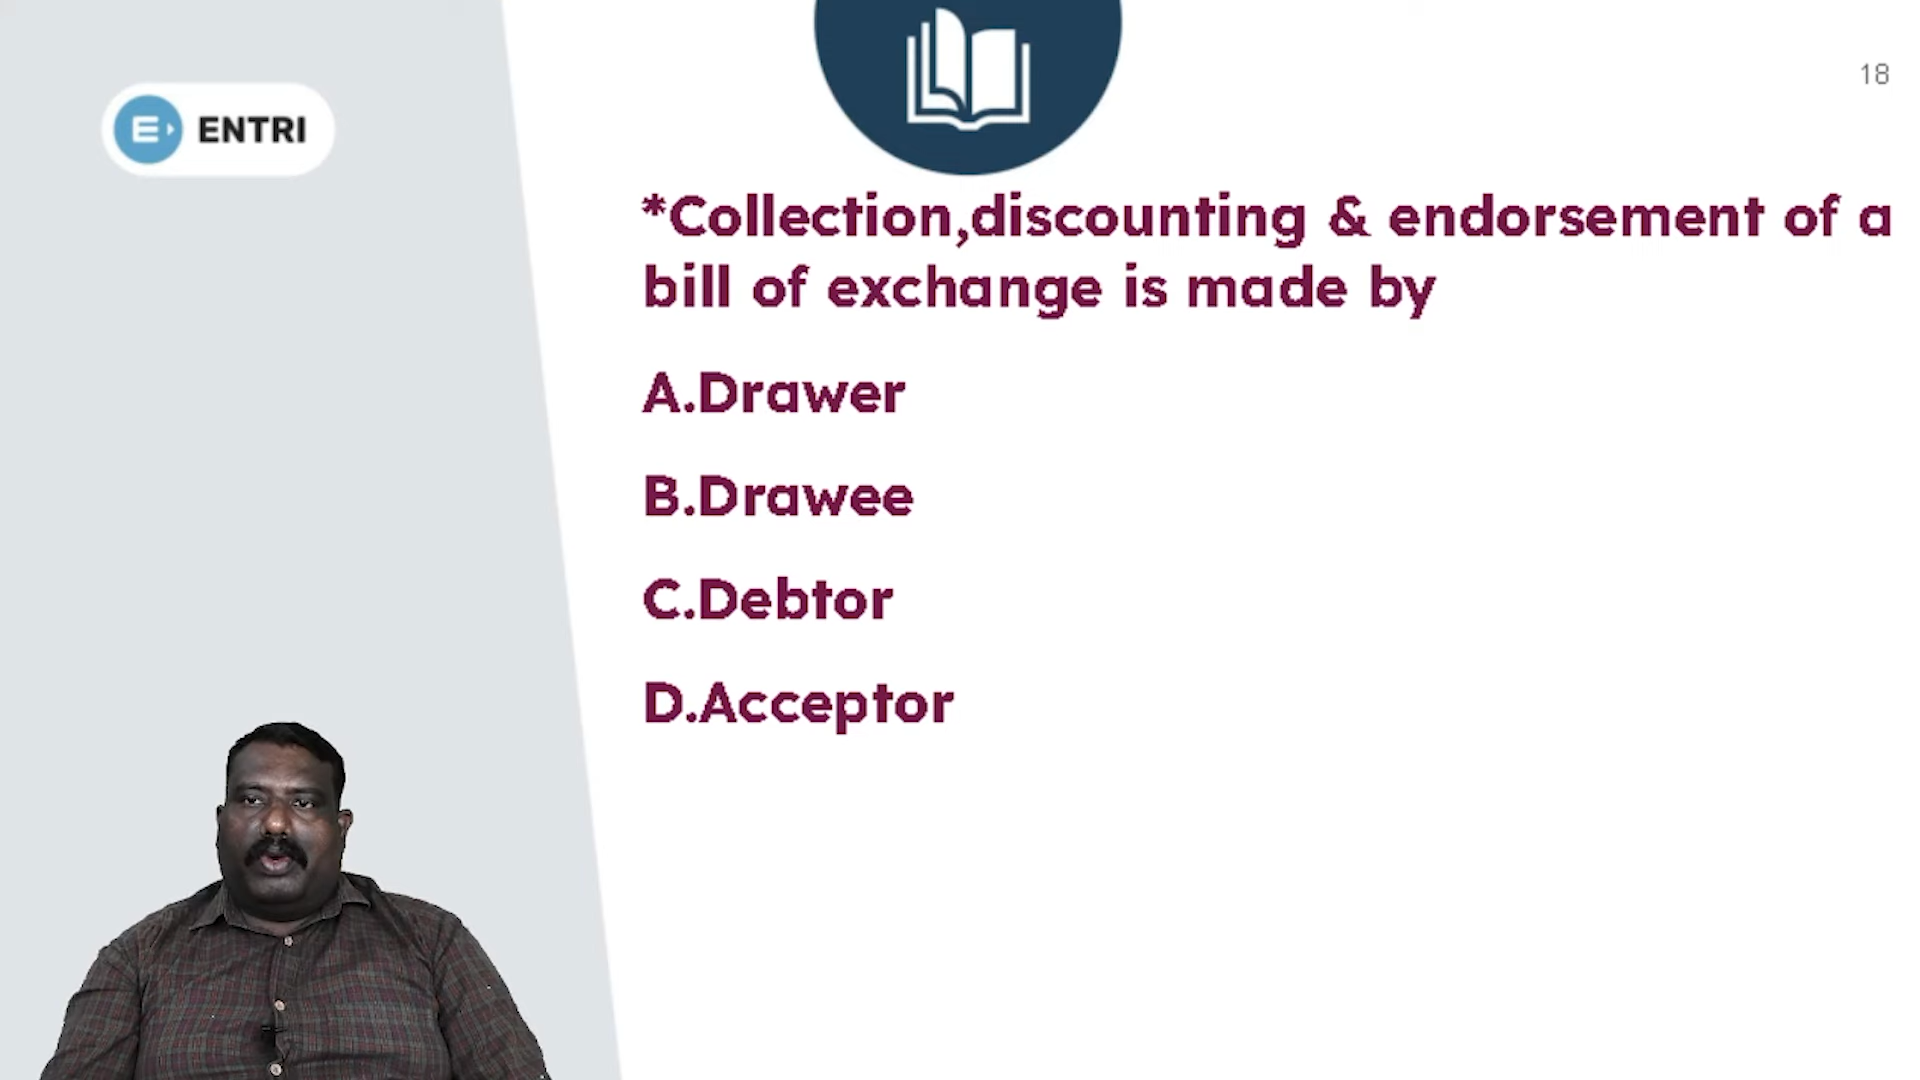 ENTRI
18
*Collection,discounting & endorsement of a
bill of exchange is made by
A.Drawer
B.Drawee
C.Debtor
D.Acceptor